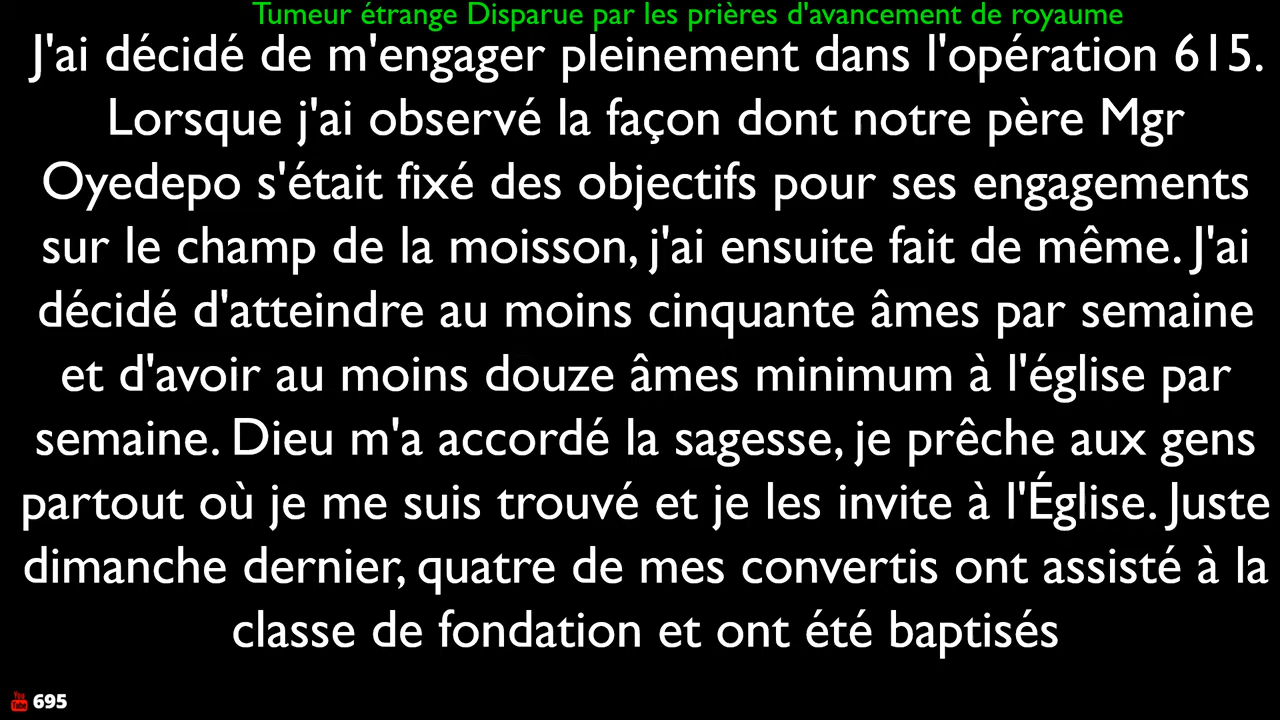 Tumeur étrange Disparue par les prières d'avancement de royaume
J'ai décidé de m'engager pleinement dans l'opération 615.
Lorsque j'ai observé la façon dont notre père Mgr
Oyedepo s'était fixé des objectifs pour ses engagements
sur le champ de la moisson, j'ai ensuite fait de même. J'ai
décidé d'atteindre au moins cinquante âmes par semaine
et d'avoir au moins douze âmes minimum à l'église par
semaine. Dieu m'a accordé la sagesse, je prêche aux gens
partout où je me suis trouvé et je les invite à l'Église. Juste
dimanche dernier, quatre de mes convertis ont assisté à la
classe de fondation et ont été baptisés
You
Tube
695